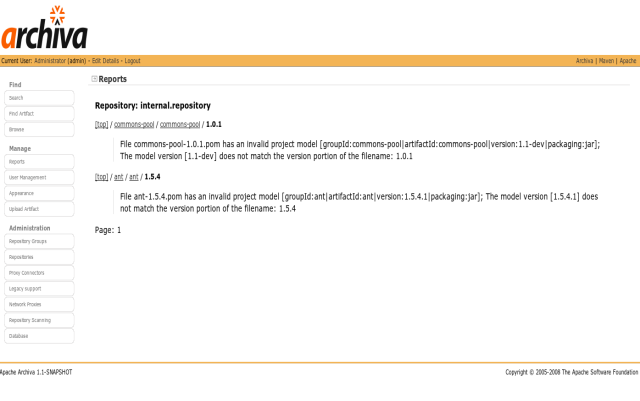 archiva
Current User: Administrator (admin) - Edit Details - Logout
Archiva | Maven | Apache
Find
Search
Find Artifact
Browse
Manage
Reports
User Management
Appearance
Upload Artifact
Administration
Repository Groups
Repositories
Proxy Connectors
Legacy support
Network Proxies
Repository Scanning
Database
Reports
Repository: internal.repository
[top] / commons-pool / commons-pool / 1.0.1
File commons-pool-1.0.1.pom has an invalid project model [groupId:commons-pool|artifactId:commons-pool|version:1.1-dev|packaging:jar];
The model version [1.1-dev] does not match the version portion of the filename: 1.0.1
[top] / ant / ant / 1.5.4
File ant-1.5.4.pom has an invalid project model [groupId:ant|artifactId:ant|version:1.5.4.1|packaging:jar]; The model version [1.5.4.1] does
not match the version portion of the filename: 1.5.4
Page: 1
Apache Archiva 1.1-SNAPSHOT
Copyright © 2005-2008 The Apache Software Foundation